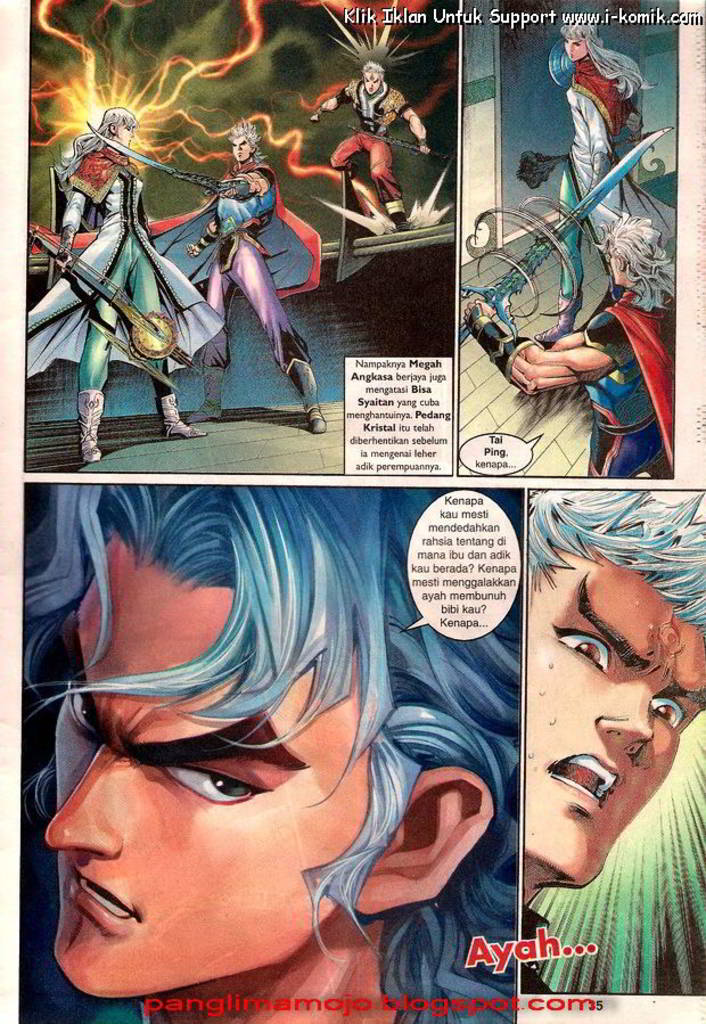 Klik Iklan Untuk Support www.i-komik.com
Nampaknya Megah
Angkasa berjaya juga
mengatasi Bisa
Syaitan yang cuba
menghantuinya. Pedang
Kristal itu telah
diberhentikan sebelum
ia mengenai leher
adik perempuannya.
Tai
Ping,
kenapa...
Kenapa
kau mesti
mendedahkan
rahsia tentang di
mana ibu dan adik
kau berada? Kenapa
mesti menggalakkan
ayah membunuh
bibi kau?
Kenapa...
Ayah...
panglimamojo.blogspot.com
35